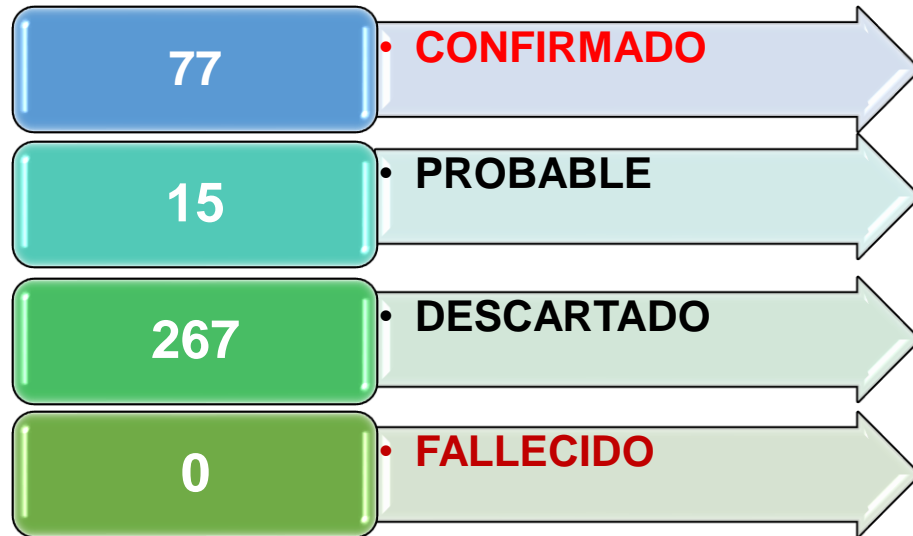 77
• CONFIRMADO
15
• PROBABLE
267
• DESCARTADO
0
• FALLECIDO